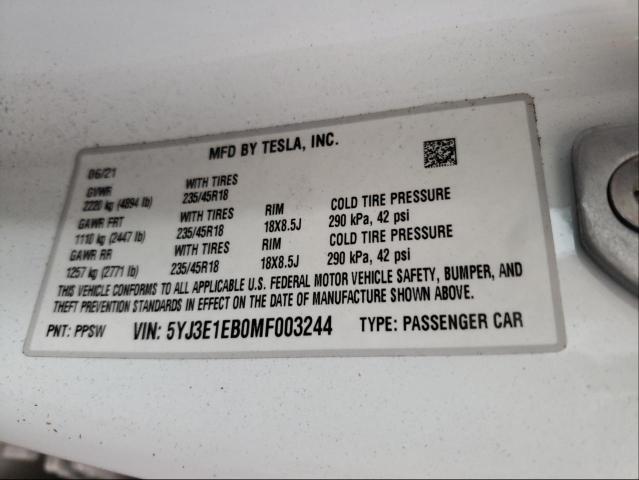 MFD BY TESLA, INC.
06/21
GVWR WITH TIRES
2220 kg (4894 lb) 235/45R18
GAWR FRT WITH TIRES RIM COLD TIRE PRESSURE
1110 kg (2447 lb) 235/45R18 18X8.5J 290 kPa, 42 psi
GAWR RR WITH TIRES RIM COLD TIRE PRESSURE
1257 kg (2771 lb) 235/45R18 18X8.5J 290 kPa, 42 psi
THIS VEHICLE CONFORMS TO ALL APPLICABLE U.S. FEDERAL MOTOR VEHICLE SAFETY, BUMPER, AND
THEFT PREVENTION STANDARDS IN EFFECT ON THE DATE OF MANUFACTURE SHOWN ABOVE.
PNT: PPSW VIN: 5YJ3E1EB0MF003244 TYPE: PASSENGER CAR